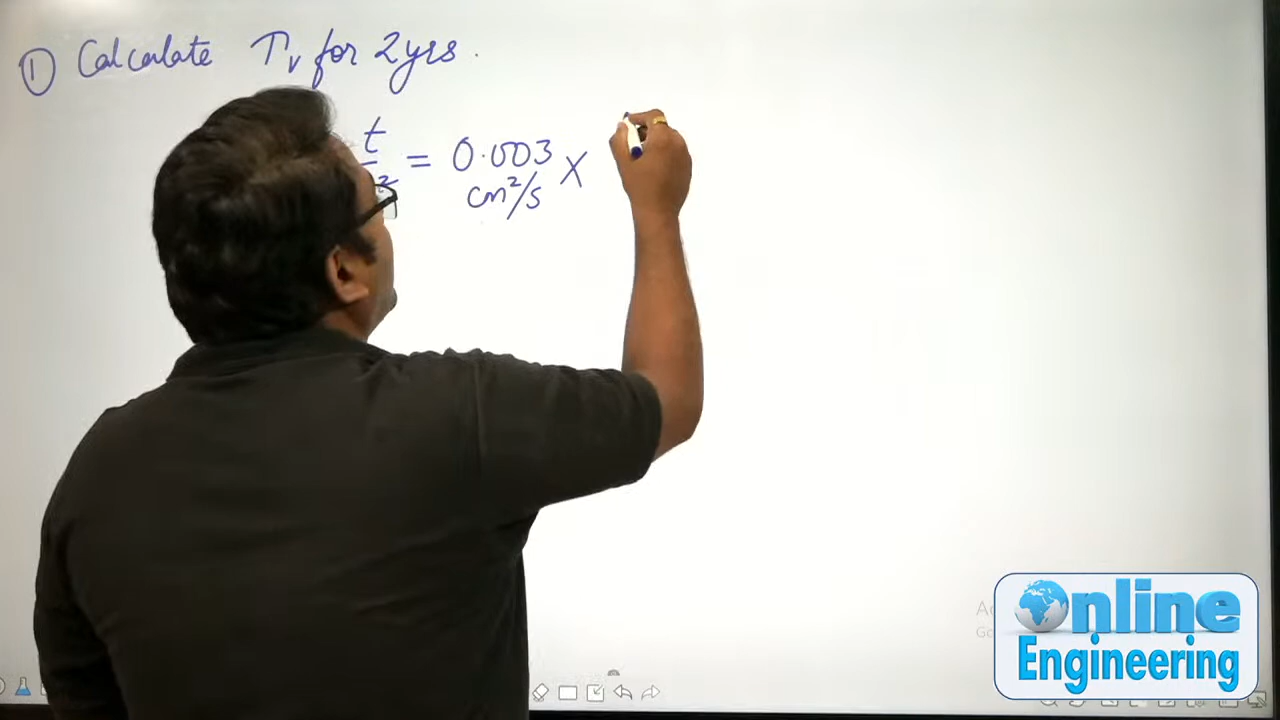 ① Calculate Tv for 2yrs.
t = 0.003 ×
2 cm²/s
Online
Engineering